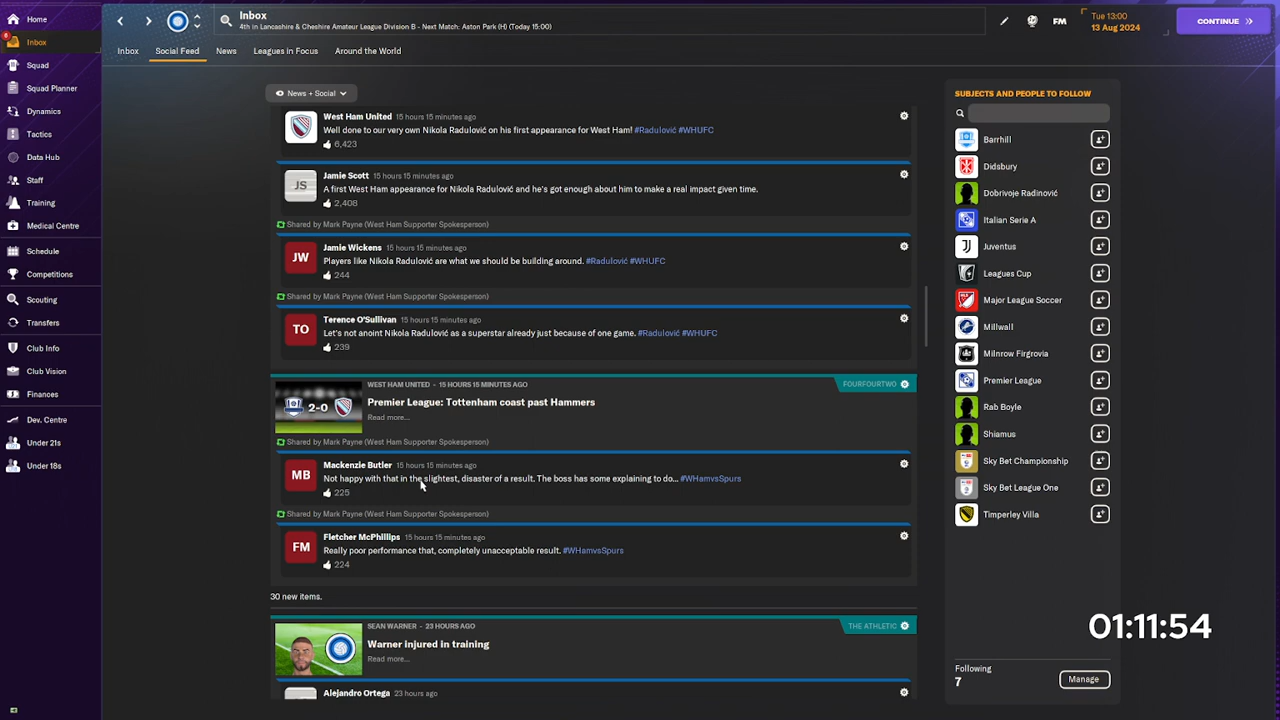 Home
6
Inbox
Squad
Squad Planner
Dynamics
Tactics
Data Hub
Staff
Training
Medical Centre
Schedule
Competitions
Scouting
Transfers
Club Info
Club Vision
Finances
Dev. Centre
Under 21s
Under 18s
Inbox
4th in Lancashire & Cheshire Amateur League Division B - Next Match: Aston Park (H) (Today 15:00)
FM
Tue 13:00
13 Aug 2024
CONTINUE
Inbox Social Feed News Leagues in Focus Around the World
News + Social
West Ham United 15 hours 15 minutes ago
Well done to our very own Nikola Radulović on his first appearance for West Ham! #Radulović #WHUFC
6,423
JS
Jamie Scott 15 hours 15 minutes ago
A first West Ham appearance for Nikola Radulović and he's got enough about him to make a real impact given time.
2,408
Shared by Mark Payne (West Ham Supporter Spokesperson)
JW
Jamie Wickens 15 hours 15 minutes ago
Players like Nikola Radulović are what we should be building around. #Radulović #WHUFC
244
Shared by Mark Payne (West Ham Supporter Spokesperson)
TO
Terence O'Sullivan 15 hours 15 minutes ago
Let's not anoint Nikola Radulović as a superstar already just because of one game. #Radulović #WHUFC
239
WEST HAM UNITED - 15 HOURS 15 MINUTES AGO
FOURFOURTWO
2-0
Premier League: Tottenham coast past Hammers
Read more...
Shared by Mark Payne (West Ham Supporter Spokesperson)
MB
Mackenzie Butler 15 hours 15 minutes ago
Not happy with that in the slightest, disaster of a result. The boss has some explaining to do... #WHamvsSpurs
225
Shared by Mark Payne (West Ham Supporter Spokesperson)
FM
Fletcher McPhillips 15 hours 15 minutes ago
Really poor performance that, completely unacceptable result. #WHamvsSpurs
224
30 new items.
SEAN WARNER - 23 HOURS AGO
THE ATHLETIC
Warner injured in training
Read more...
Alejandro Ortega 23 hours ago
SUBJECTS AND PEOPLE TO FOLLOW
Barrhill
Didsbury
Dobrivoje Radinović
Italian Serie A
Juventus
Leagues Cup
Major League Soccer
Millwall
Milnrow Firgrovia
Premier League
Rab Boyle
Shiamus
Sky Bet Championship
Sky Bet League One
Timperley Villa
01:11:54
Following
7
Manage